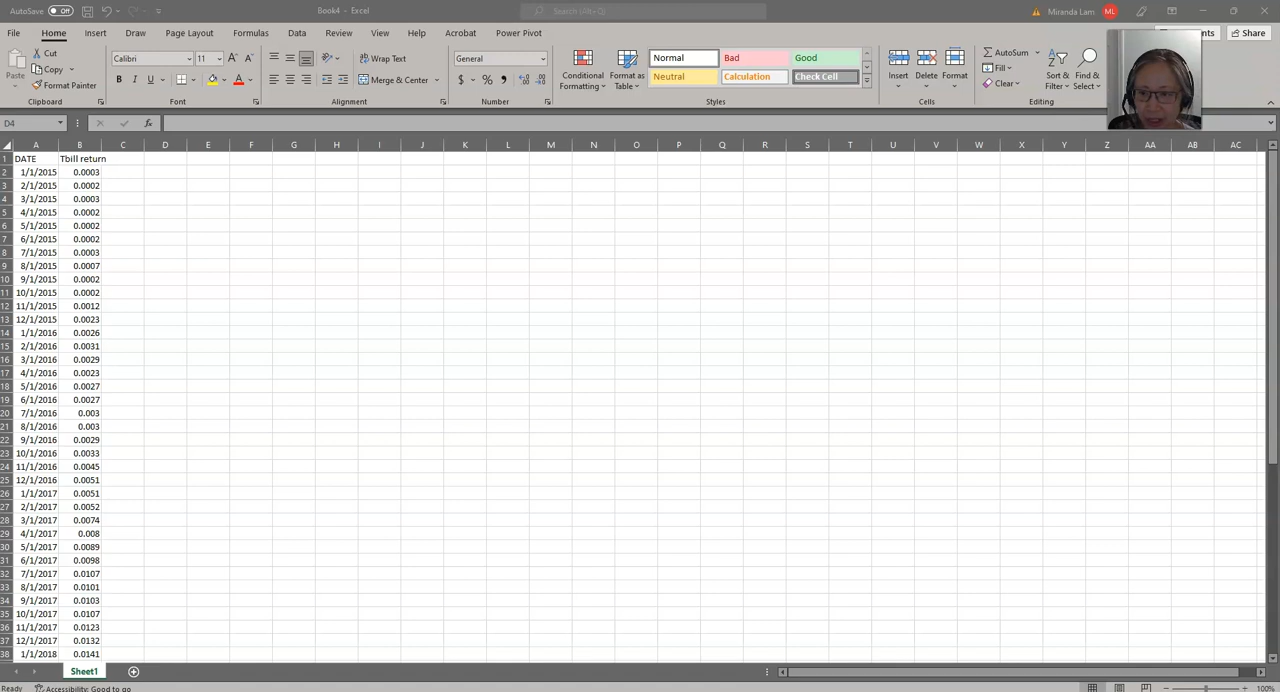 AutoSave Off Book4 - Excel Search (Alt+Q) Miranda Lam ML
File Home Insert Draw Page Layout Formulas Data Review View Help Acrobat Power Pivot Share
Paste Cut Copy Format Painter
Calibri 11 B I U A
Wrap Text Merge & Center
General $ %
Conditional Formatting Format as Table
Normal Bad Good
Neutral Calculation Check Cell
Insert Delete Format
AutoSum Fill Clear Sort & Filter Find & Select
Clipboard Font Alignment Number Styles Cells Editing
D4 fx
A B C D E F G H I J K L M N O P Q R S T U V W X Y Z AA AB AC
1 DATE Tbill return
2 1/1/2015 0.0003
3 2/1/2015 0.0002
4 3/1/2015 0.0003
5 4/1/2015 0.0002
6 5/1/2015 0.0002
7 6/1/2015 0.0002
8 7/1/2015 0.0003
9 8/1/2015 0.0007
10 9/1/2015 0.0002
11 10/1/2015 0.0002
12 11/1/2015 0.0012
13 12/1/2015 0.0023
14 1/1/2016 0.0026
15 2/1/2016 0.0031
16 3/1/2016 0.0029
17 4/1/2016 0.0023
18 5/1/2016 0.0027
19 6/1/2016 0.0027
20 7/1/2016 0.003
21 8/1/2016 0.003
22 9/1/2016 0.0029
23 10/1/2016 0.0033
24 11/1/2016 0.0045
25 12/1/2016 0.0051
26 1/1/2017 0.0051
27 2/1/2017 0.0052
28 3/1/2017 0.0074
29 4/1/2017 0.008
30 5/1/2017 0.0089
31 6/1/2017 0.0098
32 7/1/2017 0.0107
33 8/1/2017 0.0101
34 9/1/2017 0.0103
35 10/1/2017 0.0107
36 11/1/2017 0.0123
37 12/1/2017 0.0132
38 1/1/2018 0.0141
Sheet1
Ready Accessibility: Good to go 100%